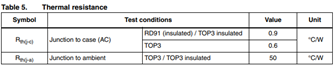 Table 5. Thermal resistance
Symbol Test conditions Value Unit
Rth(j-c) Junction to case (AC) RD91 (insulated) / TOP3 insulated 0.9 °C/W
TOP3 0.6
Rth(j-a) Junction to ambient TOP3 / TOP3 insulated 50 °C/W